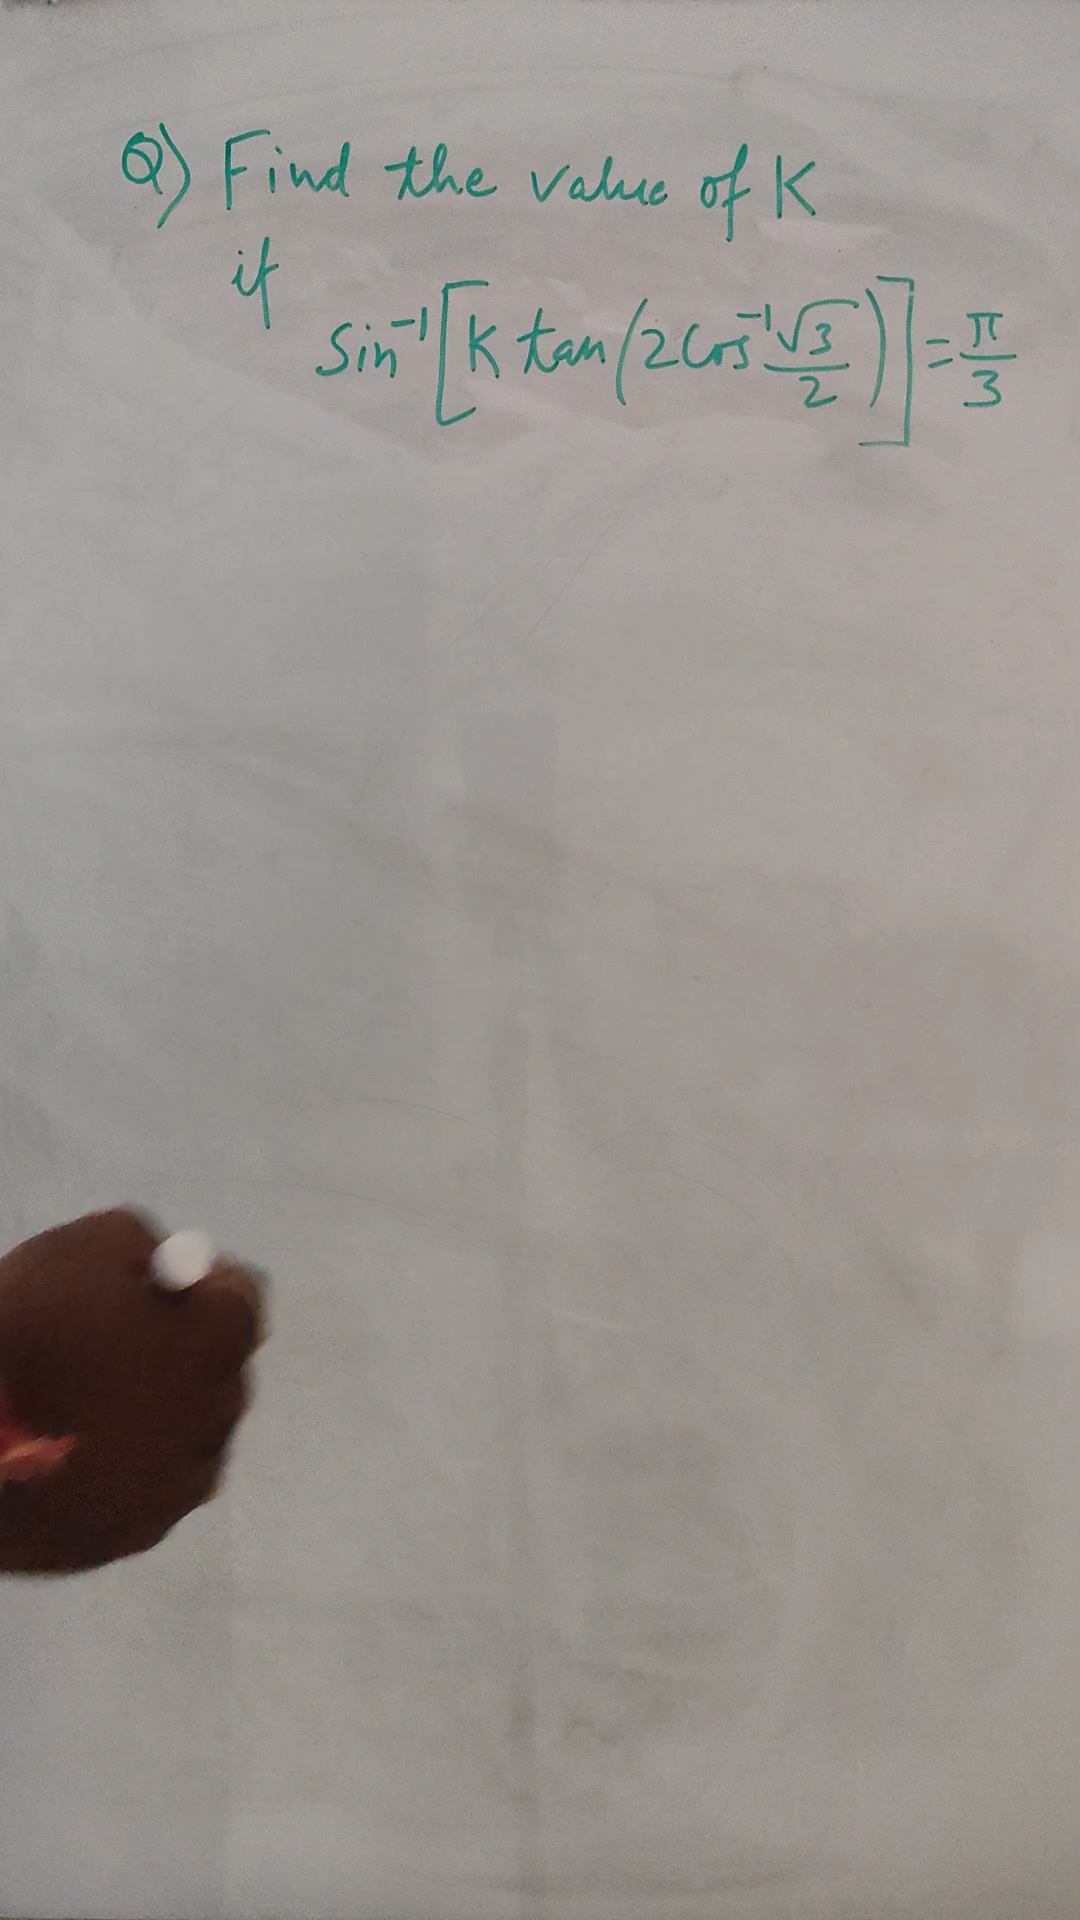 Q) Find the value of K
if
Sin⁻¹[K tan(2Cos⁻¹ √3/2)] = π/3